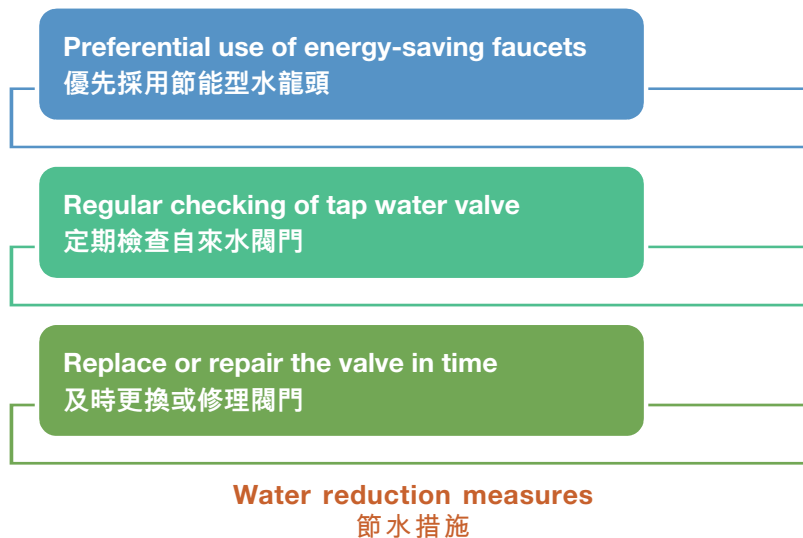 Preferential use of energy-saving faucets
優先採用節能型水龍頭
Regular checking of tap water valve
定期檢查自來水閥門
Replace or repair the valve in time
及時更換或修理閥門
Water reduction measures
節水措施